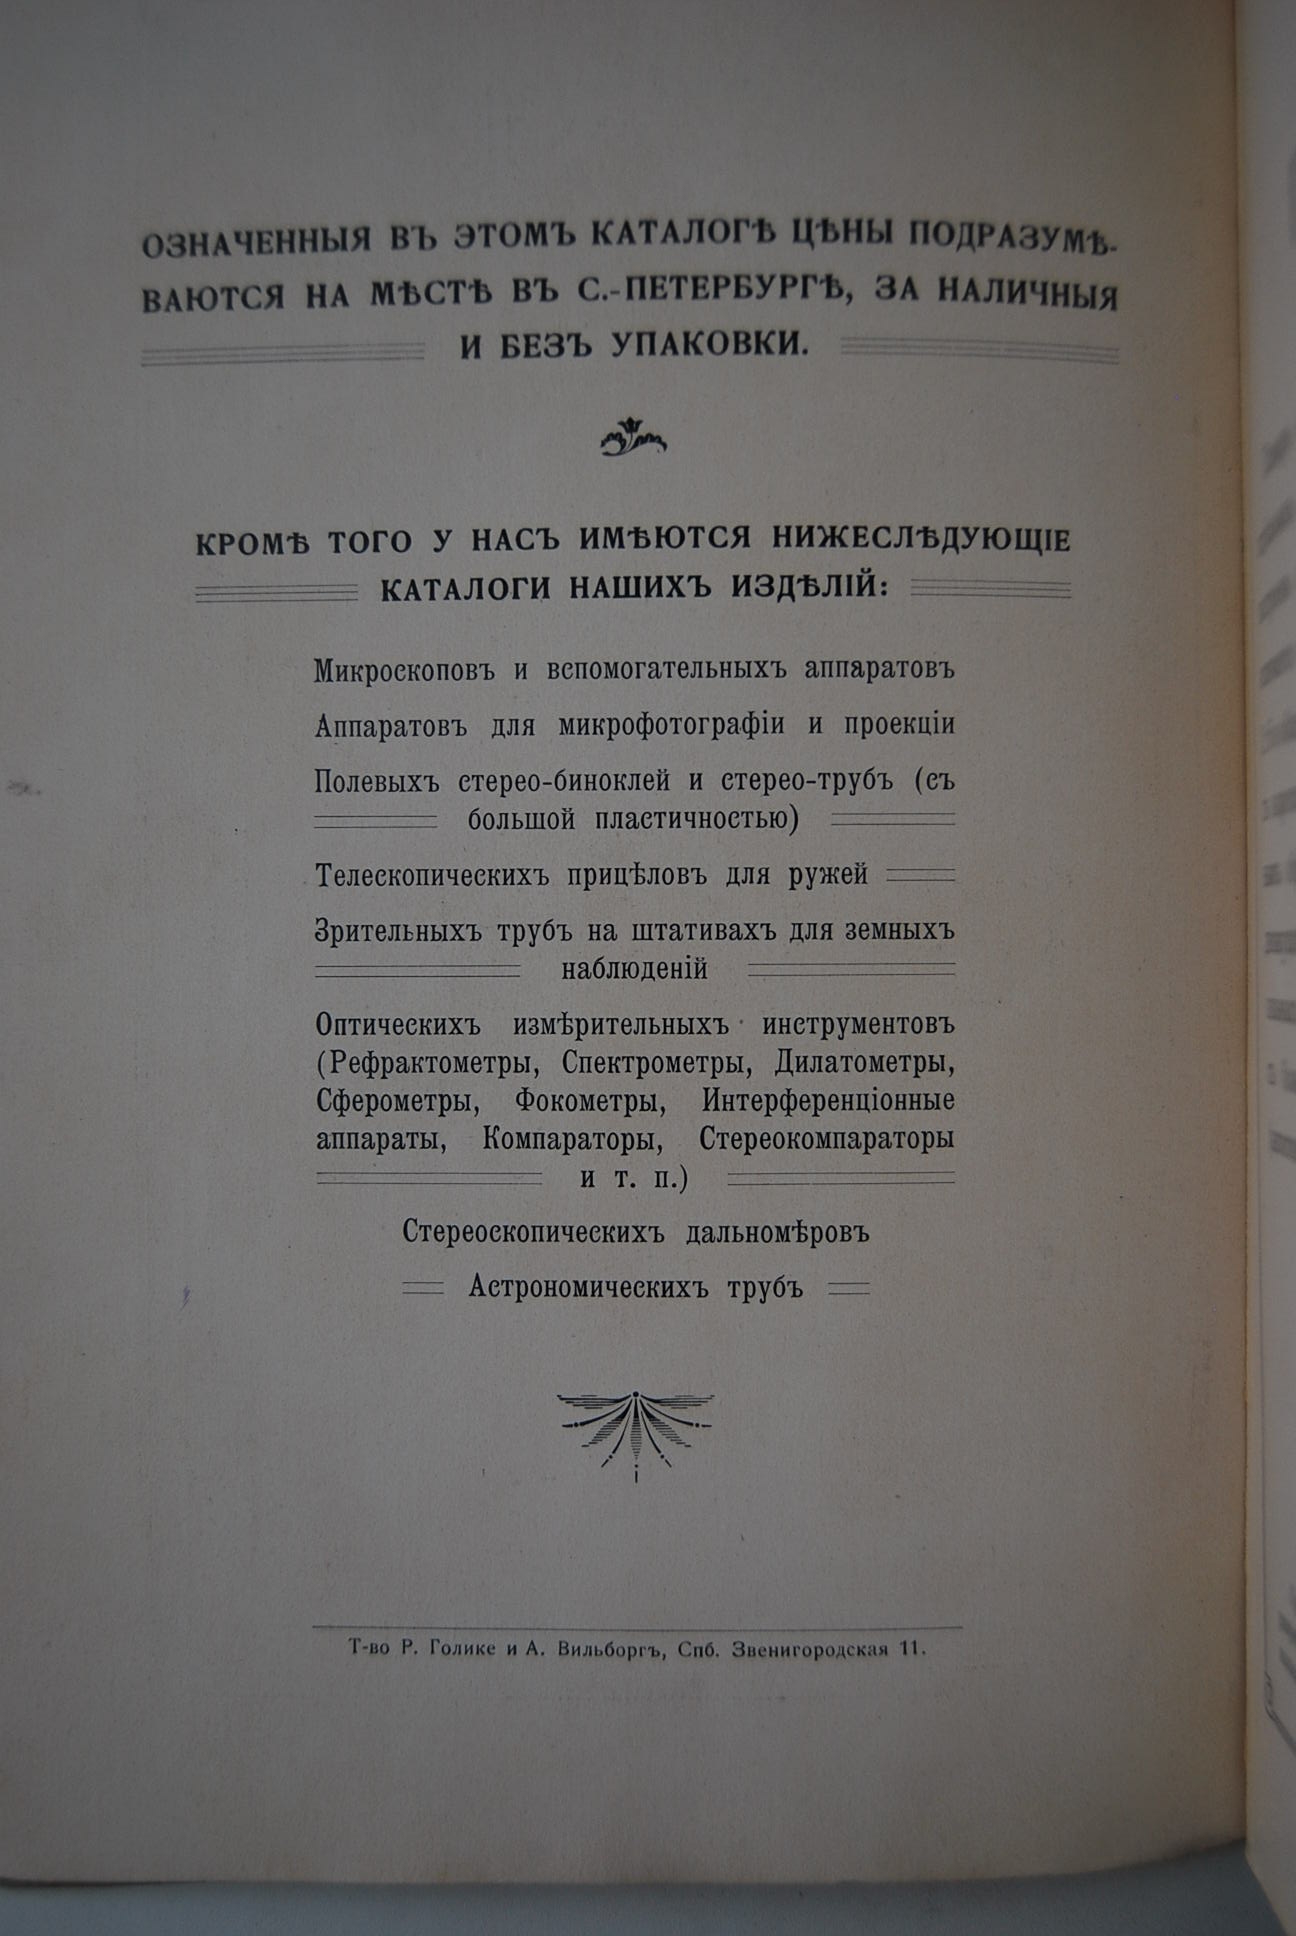 ОЗНАЧЕННЫЯ ВЪ ЭТОМЪ КАТАЛОГѢ ЦѢНЫ ПОДРАЗУМѢ-
ВАЮТСЯ НА МѢСТѢ ВЪ С.-ПЕТЕРБУРГѢ, ЗА НАЛИЧНЫЯ
И БЕЗЪ УПАКОВКИ.
КРОМѢ ТОГО У НАСЪ ИМѢЮТСЯ НИЖЕСЛѢДУЮЩІЕ
КАТАЛОГИ НАШИХЪ ИЗДѢЛІЙ:
Микроскоповъ и вспомогательныхъ аппаратовъ
Аппаратовъ для микрофотографіи и проекціи
Полевыхъ стерео-биноклей и стерео-трубъ (съ
большой пластичностью)
Телескопическихъ прицѣловъ для ружей
Зрительныхъ трубъ на штативахъ для земныхъ
наблюденій
Оптическихъ измѣрительныхъ инструментовъ
(Рефрактометры, Спектрометры, Дилатометры,
Сферометры, Фокометры, Интерференціонные
аппараты, Компараторы, Стереокомпараторы
и т. п.)
Стереоскопическихъ дальномѣровъ
Астрономическихъ трубъ
Т-во Р. Голике и А. Вильборгъ, Спб. Звенигородская 11.